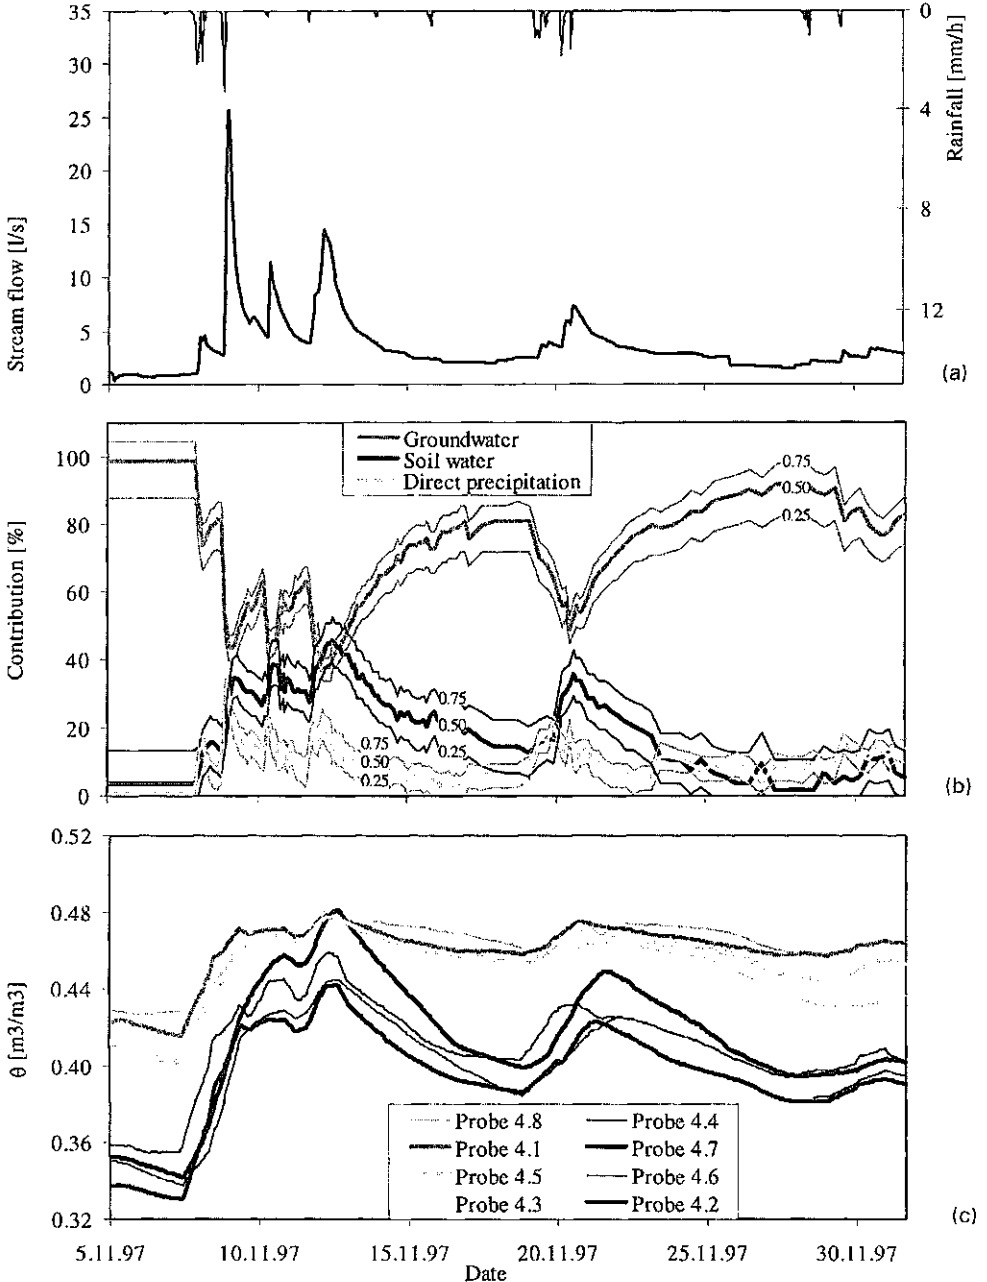 35
30
25
20
15
10
5
0
Stream flow [l/s]
0
4
8
12
Rainfall [mm/h]
(a)
100
80
60
40
20
0
Contribution [%]
Groundwater
Soil water
Direct precipitation
0.75
0.50
0.25
0.75
0.50
0.25
0.75
0.50
0.25
(b)
0.52
0.48
0.44
0.40
0.36
0.32
θ [m3/m3]
Probe 4.8
Probe 4.1
Probe 4.5
Probe 4.3
Probe 4.4
Probe 4.7
Probe 4.6
Probe 4.2
(c)
5.11.97 10.11.97 15.11.97 20.11.97 25.11.97 30.11.97
Date